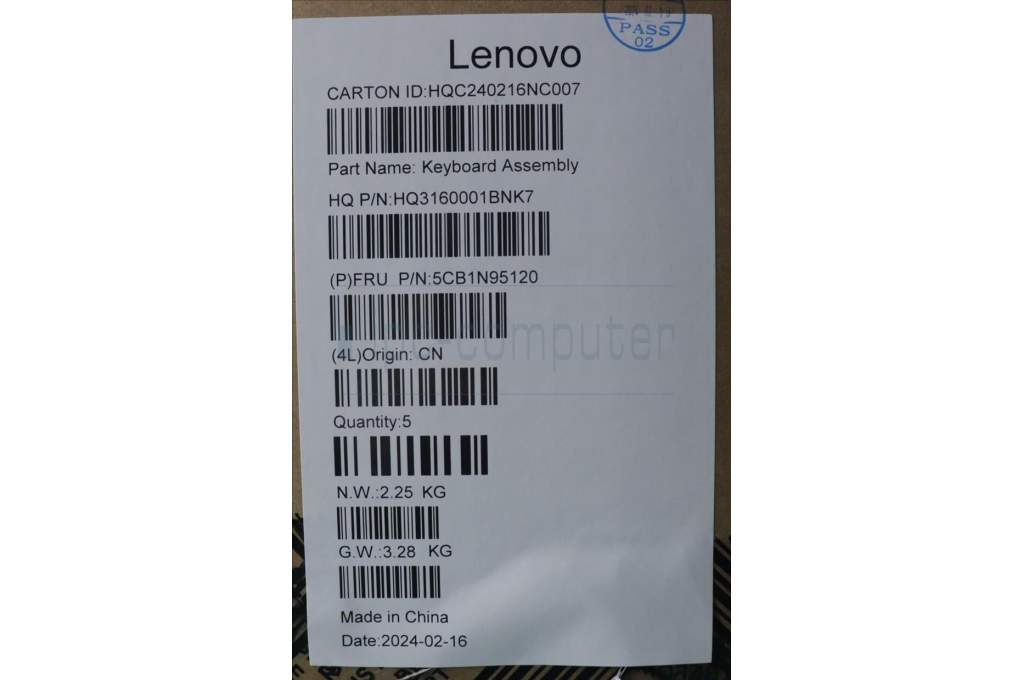 PASS
02
Lenovo
CARTON ID:HQC240216NC007
Part Name: Keyboard Assembly
HQ P/N:HQ3160001BNK7
(P)FRU P/N:5CB1N95120
computer
(4L)Origin: CN
Quantity:5
N.W.:2.25 KG
G.W.:3.28 KG
Made in China
Date:2024-02-16